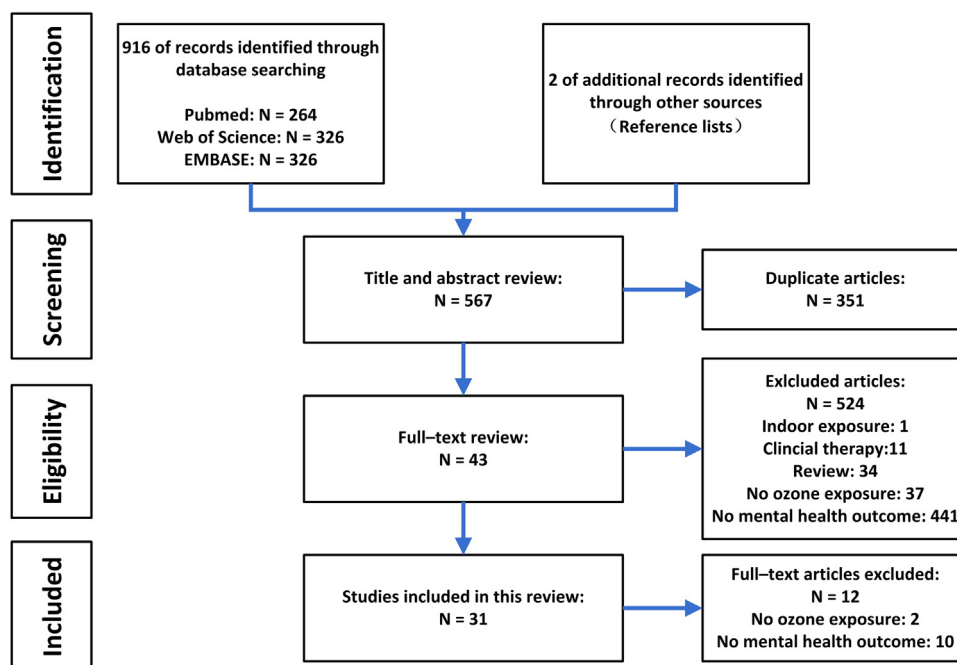 Identification
916 of records identified through
database searching
Pubmed: N = 264
Web of Science: N = 326
EMBASE: N = 326
2 of additional records identified
through other sources
（Reference lists）
Screening
Title and abstract review:
N = 567
Duplicate articles:
N = 351
Eligibility
Full–text review:
N = 43
Exlcluded articles:
N = 524
Indoor exposure: 1
Clincial therapy:11
Review: 34
No ozone exposure: 37
No mental health outcome: 441
Included
Studies included in this review:
N = 31
Full–text articles excluded:
N = 12
No ozone exposure: 2
No mental health outcome: 10